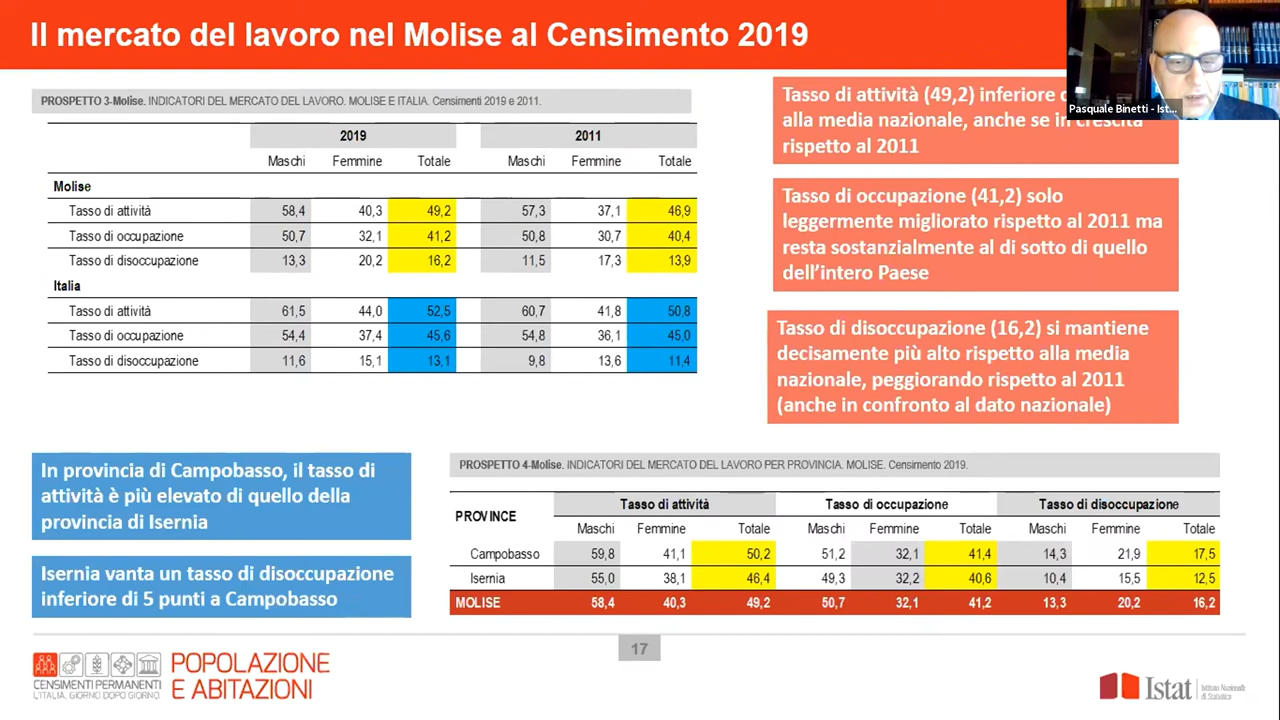 Il mercato del lavoro nel Molise al Censimento 2019
Pasquale Binetti - Ist...
PROSPETTO 3-Molise. INDICATORI DEL MERCATO DEL LAVORO. MOLISE E ITALIA. Censimenti 2019 e 2011.
2019 2011
Maschi Femmine Totale Maschi Femmine Totale
Molise
Tasso di attività 58,4 40,3 49,2 57,3 37,1 46,9
Tasso di occupazione 50,7 32,1 41,2 50,8 30,7 40,4
Tasso di disoccupazione 13,3 20,2 16,2 11,5 17,3 13,9
Italia
Tasso di attività 61,5 44,0 52,5 60,7 41,8 50,8
Tasso di occupazione 54,4 37,4 45,6 54,8 36,1 45,0
Tasso di disoccupazione 11,6 15,1 13,1 9,8 13,6 11,4
Tasso di attività (49,2) inferiore
alla media nazionale, anche se in crescita
rispetto al 2011
Tasso di occupazione (41,2) solo
leggermente migliorato rispetto al 2011 ma
resta sostanzialmente al di sotto di quello
dell'intero Paese
Tasso di disoccupazione (16,2) si mantiene
decisamente più alto rispetto alla media
nazionale, peggiorando rispetto al 2011
(anche in confronto al dato nazionale)
In provincia di Campobasso, il tasso di
attività è più elevato di quello della
provincia di Isernia
Isernia vanta un tasso di disoccupazione
inferiore di 5 punti a Campobasso
PROSPETTO 4-Molise. INDICATORI DEL MERCATO DEL LAVORO PER PROVINCIA. MOLISE. Censimento 2019.
PROVINCE Tasso di attività Tasso di occupazione Tasso di disoccupazione
Maschi Femmine Totale Maschi Femmine Totale Maschi Femmine Totale
Campobasso 59,8 41,1 50,2 51,2 32,1 41,4 14,3 21,9 17,5
Isernia 55,0 38,1 46,4 49,3 32,2 40,6 10,4 15,5 12,5
MOLISE 58,4 40,3 49,2 50,7 32,1 41,2 13,3 20,2 16,2
17
CENSIMENTI PERMANENTI
L'ITALIA. GIORNO DOPO GIORNO.
POPOLAZIONE
E ABITAZIONI
Istat
Istituto Nazionale
di Statistica